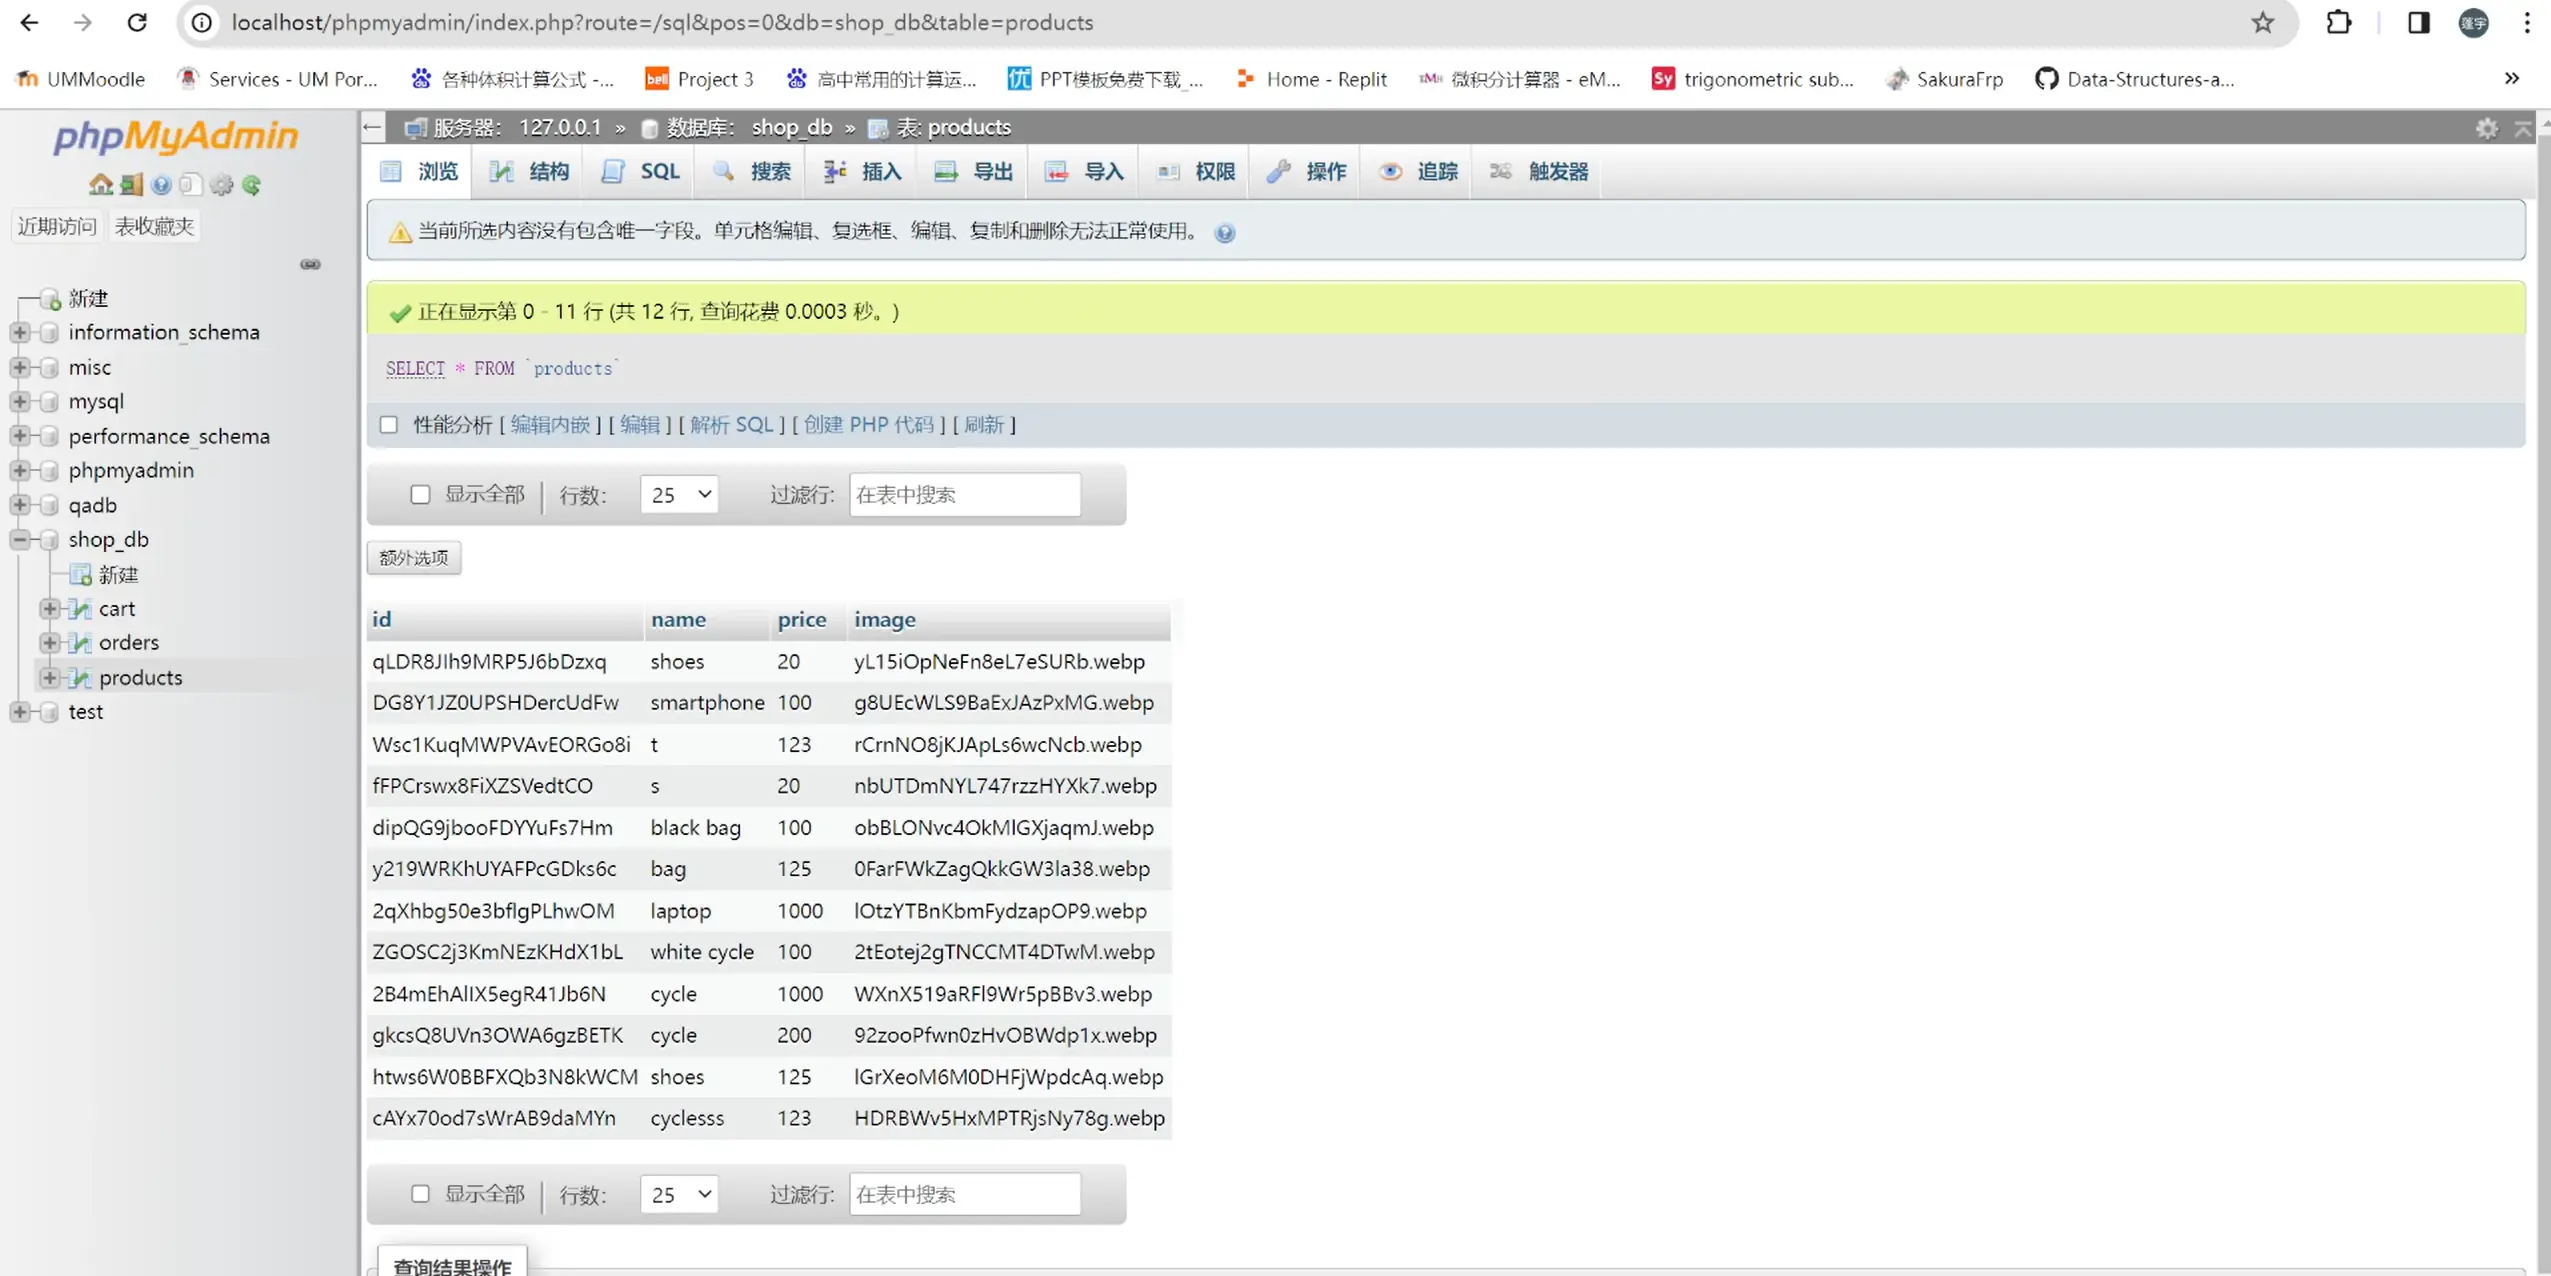 localhost/phpmyadmin/index.php?route=/sql&pos=0&db=shop_db&table=products
蓬宇
UMMoodle
Services - UM Por...
各种体积计算公式 -...
bell Project 3
高中常用的计算运...
优 PPT模板免费下载_...
Home - Replit
微积分计算器 - eM...
Sy trigonometric sub...
SakuraFrp
Data-Structures-a...
»
phpMyAdmin
近期访问 表收藏夹
新建
information_schema
misc
mysql
performance_schema
phpmyadmin
qadb
shop_db
新建
cart
orders
products
test
服务器: 127.0.0.1 » 数据库: shop_db » 表: products
浏览 结构 SQL 搜索 插入 导出 导入 权限 操作 追踪 触发器
当前所选内容没有包含唯一字段。单元格编辑、复选框、编辑、复制和删除无法正常使用。
正在显示第 0 - 11 行 (共 12 行, 查询花费 0.0003 秒。)
SELECT * FROM `products`
性能分析 [ 编辑内嵌 ] [ 编辑 ] [ 解析 SQL ] [ 创建 PHP 代码 ] [ 刷新 ]
显示全部 | 行数: 25 过滤行: 在表中搜索
额外选项
id name price image
qLDR8JIh9MRP5J6bDzxq shoes 20 yL15iOpNeFn8eL7eSURb.webp
DG8Y1JZ0UPSHDercUdFw smartphone 100 g8UEcWLS9BaExJAzPxMG.webp
Wsc1KuqMWPVAvEORGo8i t 123 rCrnNO8jKJApLs6wcNcb.webp
fFPCrswx8FiXZSVedtCO s 20 nbUTDmNYL747rzzHYXk7.webp
dipQG9jbooFDYYuFs7Hm black bag 100 obBLONvc4OkMlGXjaqmJ.webp
y219WRKhUYAFPcGDks6c bag 125 0FarFWkZagQkkGW3la38.webp
2qXhbg50e3bflgPLhwOM laptop 1000 lOtzYTBnKbmFydzapOP9.webp
ZGOSC2j3KmNEzKHdX1bL white cycle 100 2tEotej2gTNCCMT4DTwM.webp
2B4mEhAlIX5egR41Jb6N cycle 1000 WXnX519aRFl9Wr5pBBv3.webp
gkcsQ8UVn3OWA6gzBETK cycle 200 92zooPfwn0zHvOBWdp1x.webp
htws6W0BBFXQb3N8kWCM shoes 125 lGrXeoM6M0DHFjWpdcAq.webp
cAYx70od7sWrAB9daMYn cyclesss 123 HDRBWv5HxMPTRjsNy78g.webp
显示全部 | 行数: 25 过滤行: 在表中搜索
查询结果操作